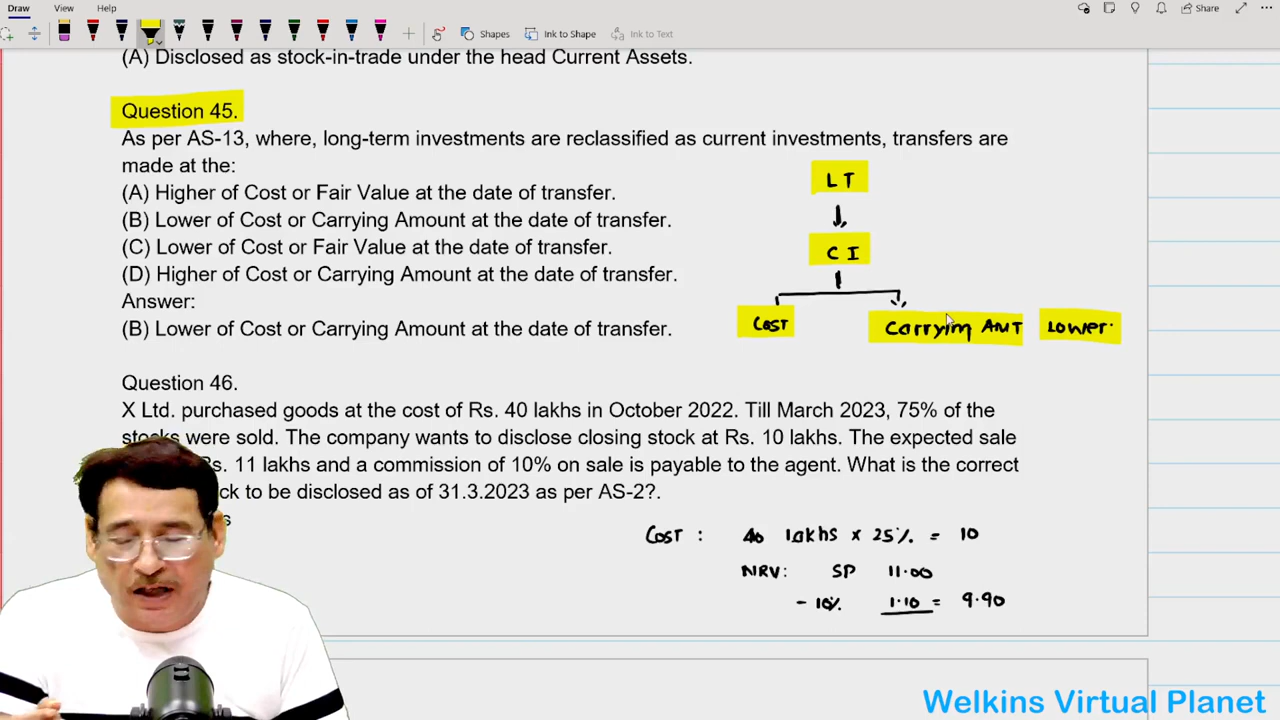 Draw View Help
Share
Shapes Ink to Shape Ink to Text
(A) Disclosed as stock-in-trade under the head Current Assets.
Question 45.
As per AS-13, where, long-term investments are reclassified as current investments, transfers are
made at the:
(A) Higher of Cost or Fair Value at the date of transfer.
(B) Lower of Cost or Carrying Amount at the date of transfer.
(C) Lower of Cost or Fair Value at the date of transfer.
(D) Higher of Cost or Carrying Amount at the date of transfer.
Answer:
(B) Lower of Cost or Carrying Amount at the date of transfer.
LT
CI
COST Carrying AMT Lower.
Question 46.
X Ltd. purchased goods at the cost of Rs. 40 lakhs in October 2022. Till March 2023, 75% of the
stocks were sold. The company wants to disclose closing stock at Rs. 10 lakhs. The expected sale
Rs. 11 lakhs and a commission of 10% on sale is payable to the agent. What is the correct
ck to be disclosed as of 31.3.2023 as per AS-2?.
s
Cost : 40 lakhs x 25% = 10
NRV: SP 11.00
- 10% 1.10 = 9.90
Welkins Virtual Planet